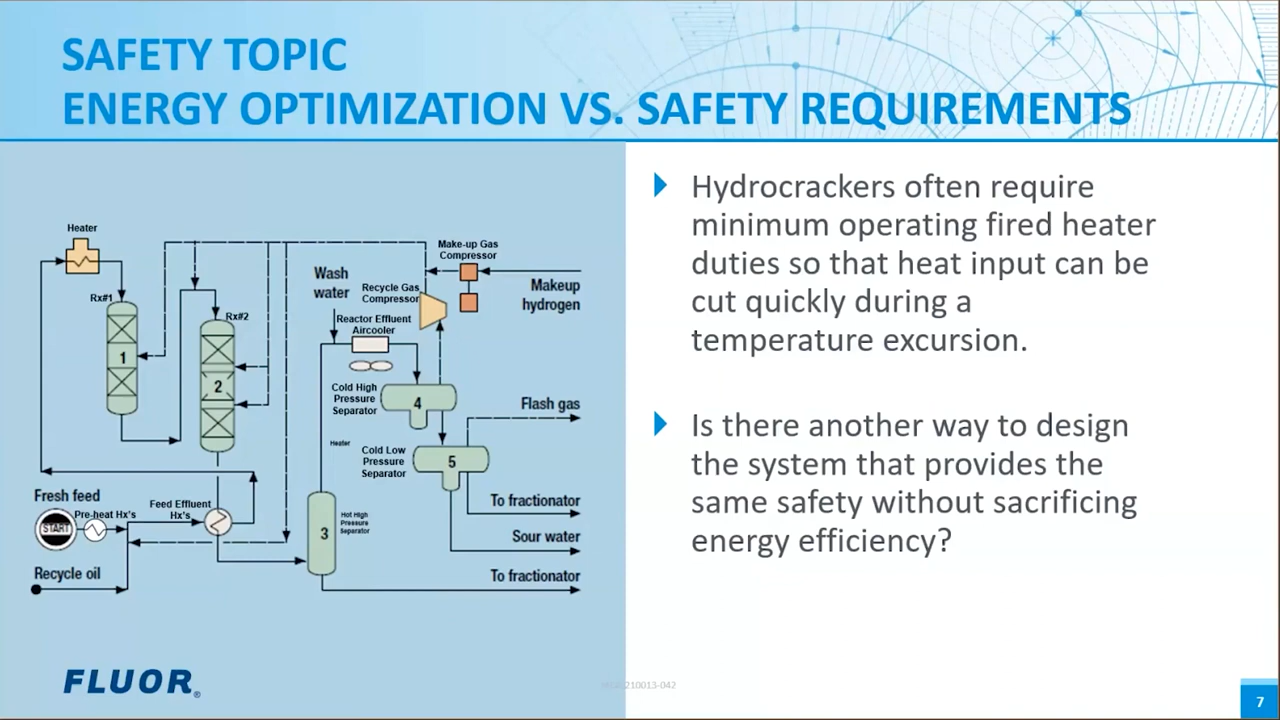 SAFETY TOPIC
ENERGY OPTIMIZATION VS. SAFETY REQUIREMENTS
Heater
Rx#1
Rx#2
1
2
Wash
water
Make-up Gas
Compressor
Recycle Gas
Compressor
Makeup
hydrogen
Reactor Effluent
Aircooler
Cold High
Pressure
Separator
4
Flash gas
Heater
Cold Low
Pressure
Separator
5
Fresh feed
START
Pre-heat Hx's
Feed Effluent
Hx's
3
Hot High
Pressure
Separator
To fractionator
Sour water
Recycle oil
To fractionator
Hydrocrackers often require
minimum operating fired heater
duties so that heat input can be
cut quickly during a
temperature excursion.
Is there another way to design
the system that provides the
same safety without sacrificing
energy efficiency?
FLUOR®
210013-042
7